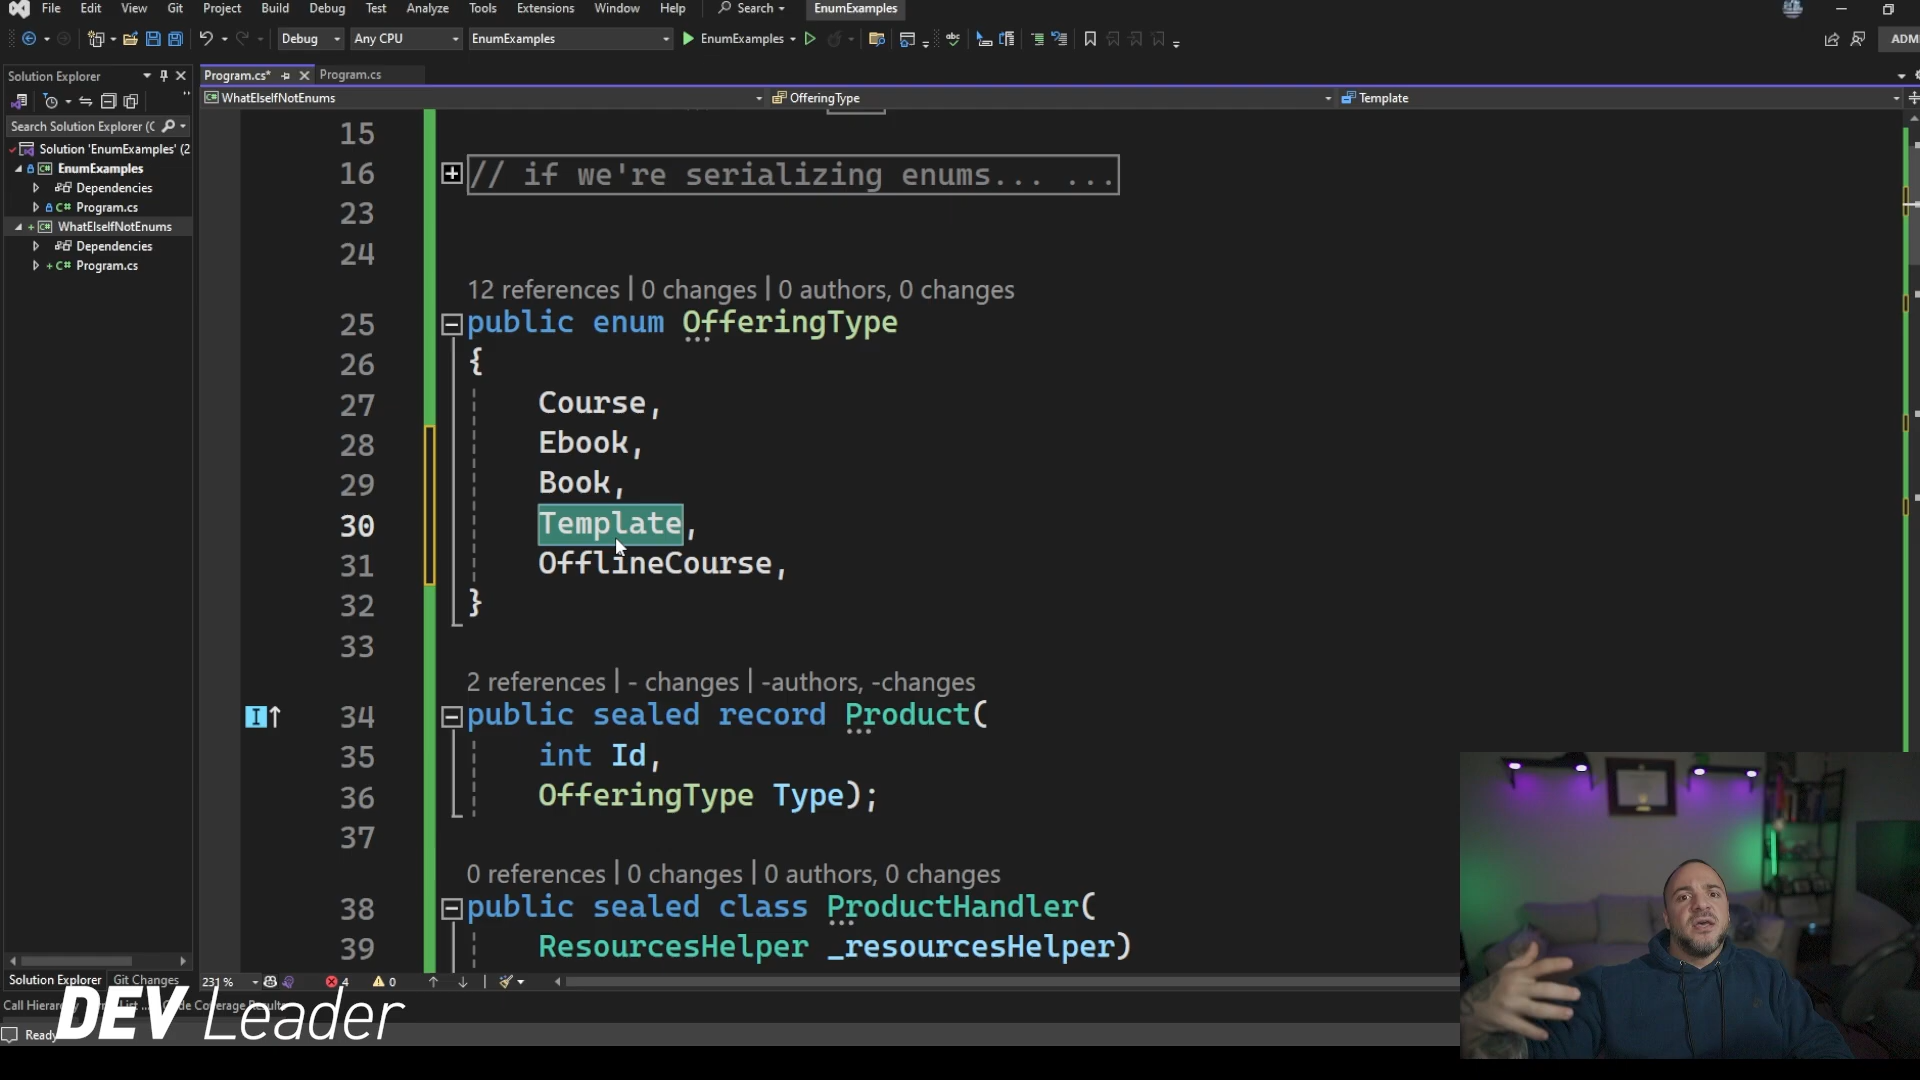 File Edit View Git Project Build Debug Test Analyze Tools Extensions Window Help Search EnumExamples
Debug Any CPU EnumExamples EnumExamples ADMI
Solution Explorer
Program.cs* Program.cs
WhatElseIfNotEnums OfferingType Template
Search Solution Explorer (C
Solution 'EnumExamples' (2
EnumExamples
Dependencies
C# Program.cs
WhatElseIfNotEnums
Dependencies
C# Program.cs
15
16 // if we're serializing enums... ...
23
24
12 references | 0 changes | 0 authors, 0 changes
25 public enum OfferingType
26 {
27 Course,
28 Ebook,
29 Book,
30 Template,
31 OfflineCourse,
32 }
33
2 references | - changes | -authors, -changes
34 public sealed record Product(
35 int Id,
36 OfferingType Type);
37
0 references | 0 changes | 0 authors, 0 changes
38 public sealed class ProductHandler(
39 ResourcesHelper _resourcesHelper)
Solution Explorer Git Changes 231 % 4 0
Call Hierarchy
Ready
DEV Leader